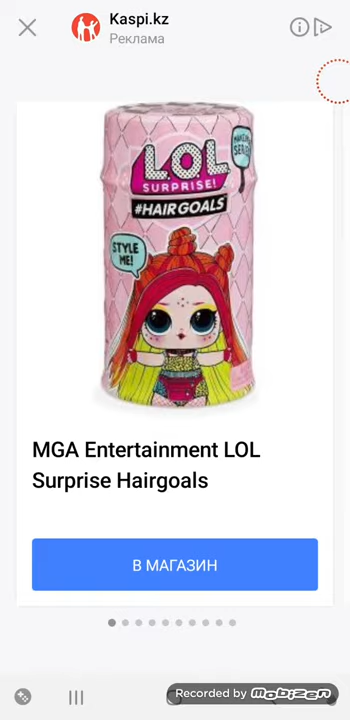 Kaspi.kz
Реклама
MAKEOVER
SERIES
L.O.L
SURPRISE!
#HAIRGOALS
STYLE
ME!
MGA Entertainment LOL
Surprise Hairgoals
В МАГАЗИН
Recorded by mobizen